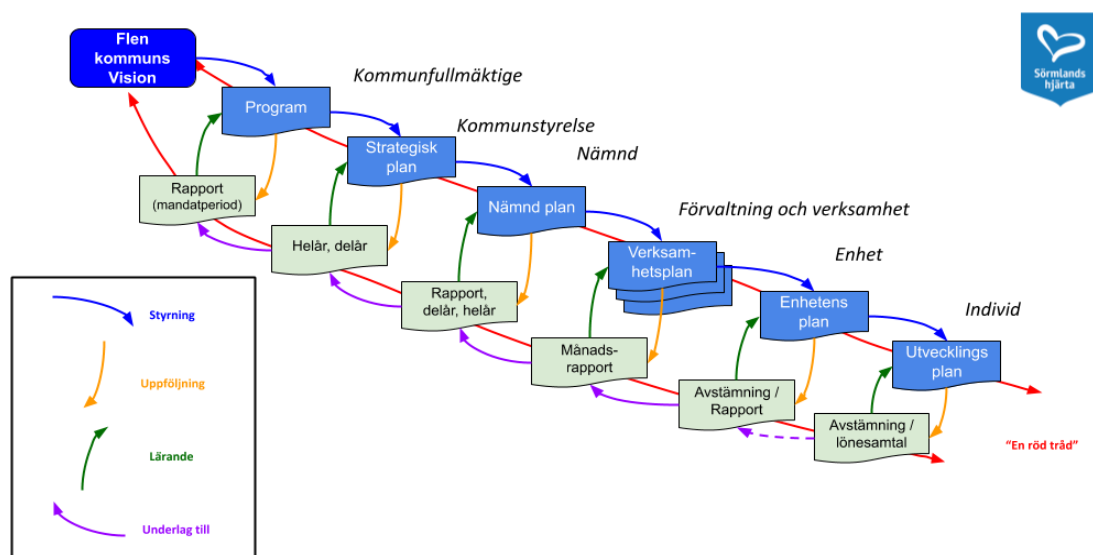 Flen
kommuns
Vision
Sörmlands
hjärta
Kommunfullmäktige
Program
Kommunstyrelse
Strategisk
plan
Nämnd
Rapport
(mandatperiod)
Nämnd plan
Förvaltning och verksamhet
Helår, delår
Verksam-
hetsplan
Enhet
Rapport,
delår, helår
Enhetens
plan
Individ
Månads-
rapport
Utvecklings
plan
Avstämning /
Rapport
Avstämning /
lönesamtal
"En röd tråd"
Styrning
Uppföljning
Lärande
Underlag till